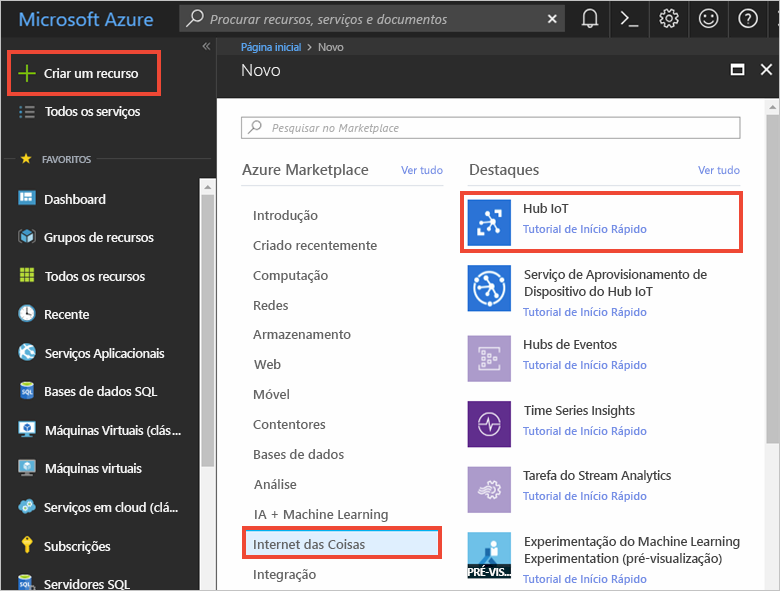 Microsoft Azure
Procurar recursos, serviços e documentos
Criar um recurso
Todos os serviços
FAVORITOS
Dashboard
Grupos de recursos
Todos os recursos
Recente
Serviços Aplicacionais
Bases de dados SQL
Máquinas Virtuais (clás...
Máquinas virtuais
Serviços em cloud (clá...
Subscrições
Servidores SQL
Página inicial > Novo
Novo
Pesquisar no Marketplace
Azure Marketplace
Ver tudo
Introdução
Criado recentemente
Computação
Redes
Armazenamento
Web
Móvel
Contentores
Bases de dados
Análise
IA + Machine Learning
Internet das Coisas
Integração
Destaques
Ver tudo
Hub IoT
Tutorial de Início Rápido
Serviço de Aprovisionamento de
Dispositivo do Hub IoT
Tutorial de Início Rápido
Hubs de Eventos
Tutorial de Início Rápido
Time Series Insights
Tutorial de Início Rápido
Tarefa do Stream Analytics
Tutorial de Início Rápido
PRÉ-VIS...
Experimentação do Machine Learning
Experimentation (pré-visualização)
Tutorial de Início Rápido